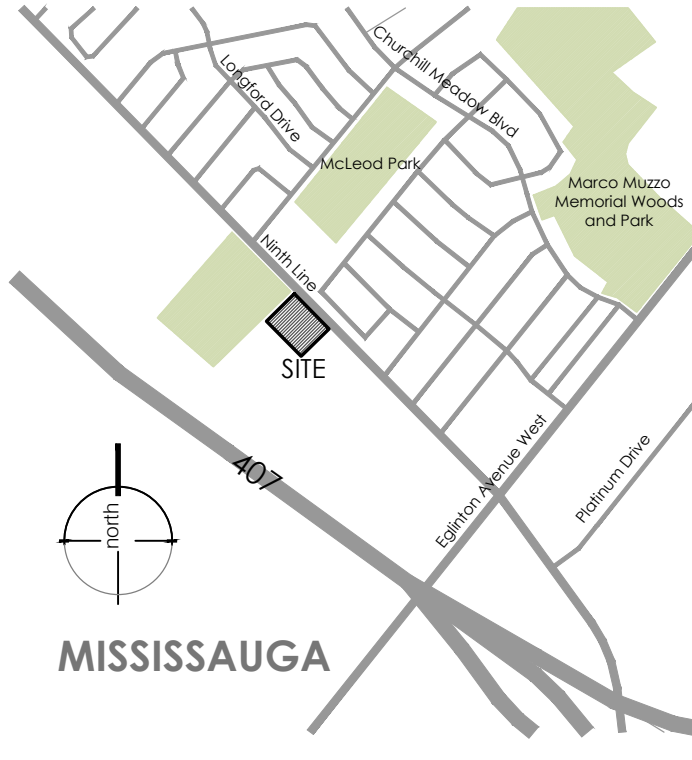 Churchill Meadow Blvd
Longford Drive
McLeod Park
Marco Muzzo
Memorial Woods
and Park
Ninth Line
SITE
407
Eglinton Avenue West
Platinum Drive
north
MISSISSAUGA